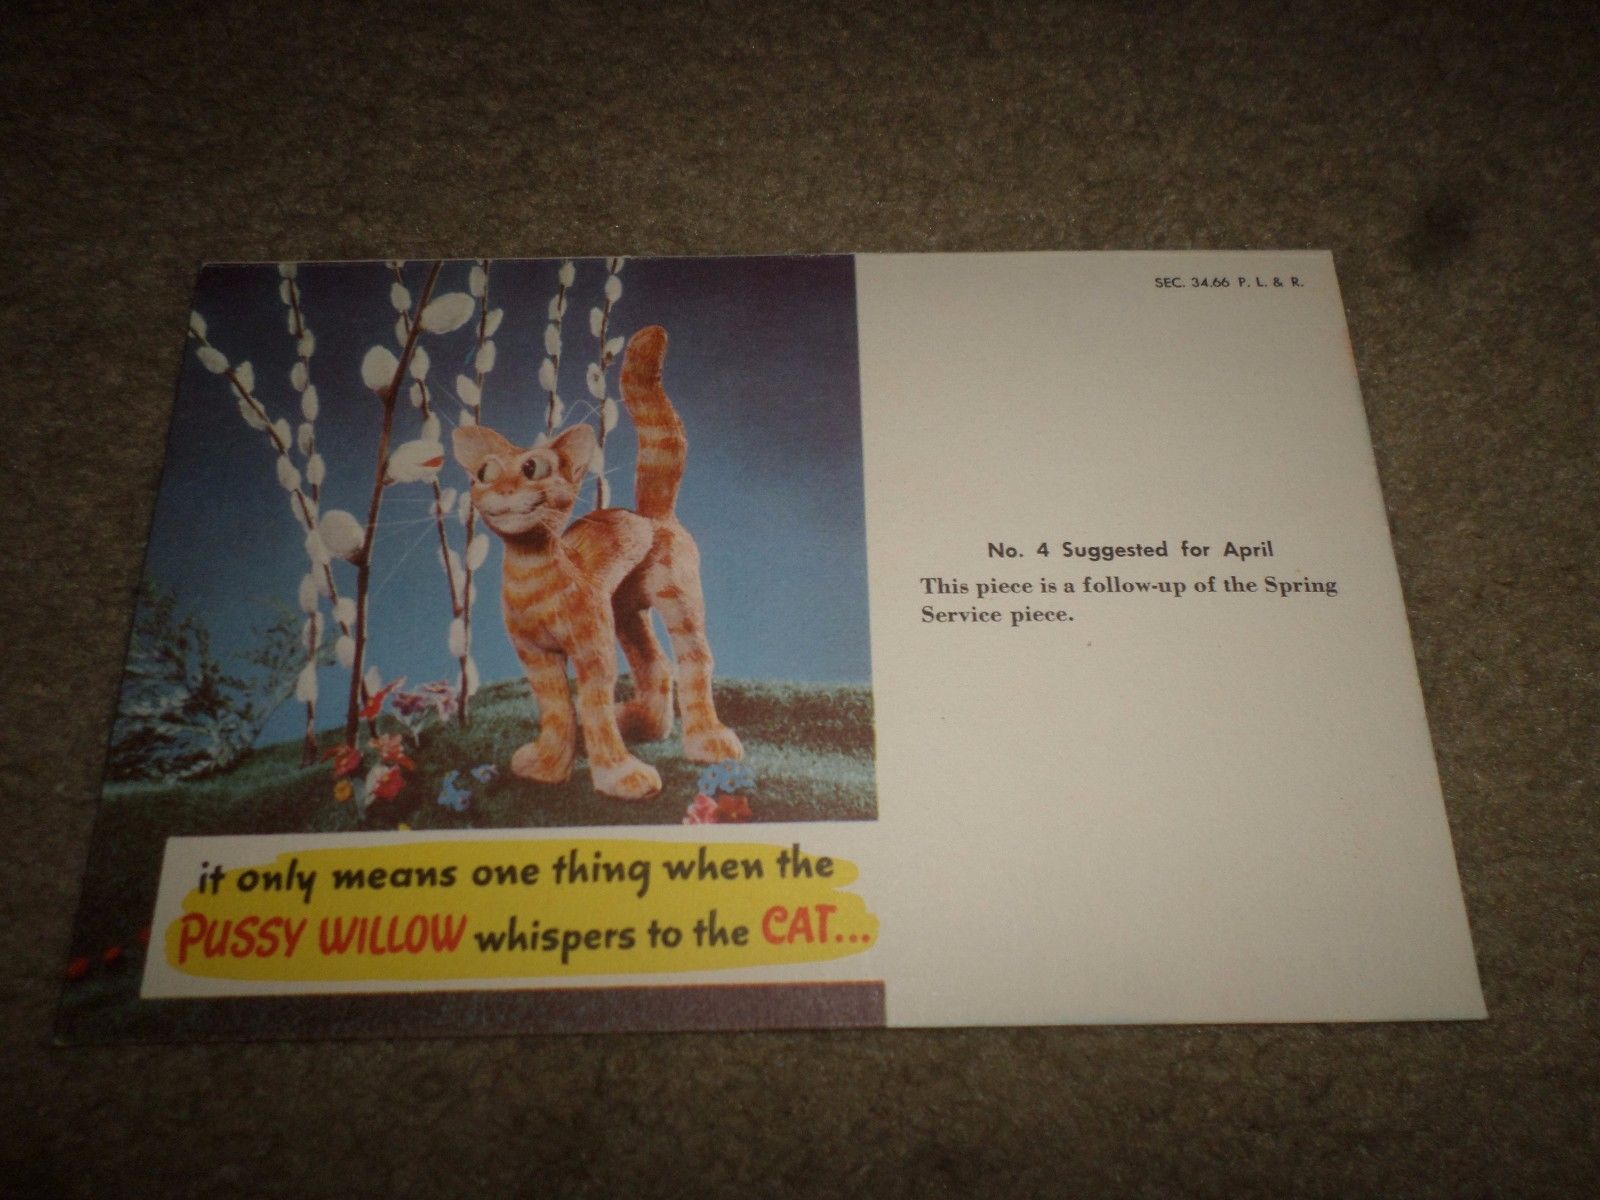 SEC. 34.66 P. L. & R.
No. 4 Suggested for April
This piece is a follow-up of the Spring
Service piece.
it only means one thing when the
PUSSY WILLOW whispers to the CAT...